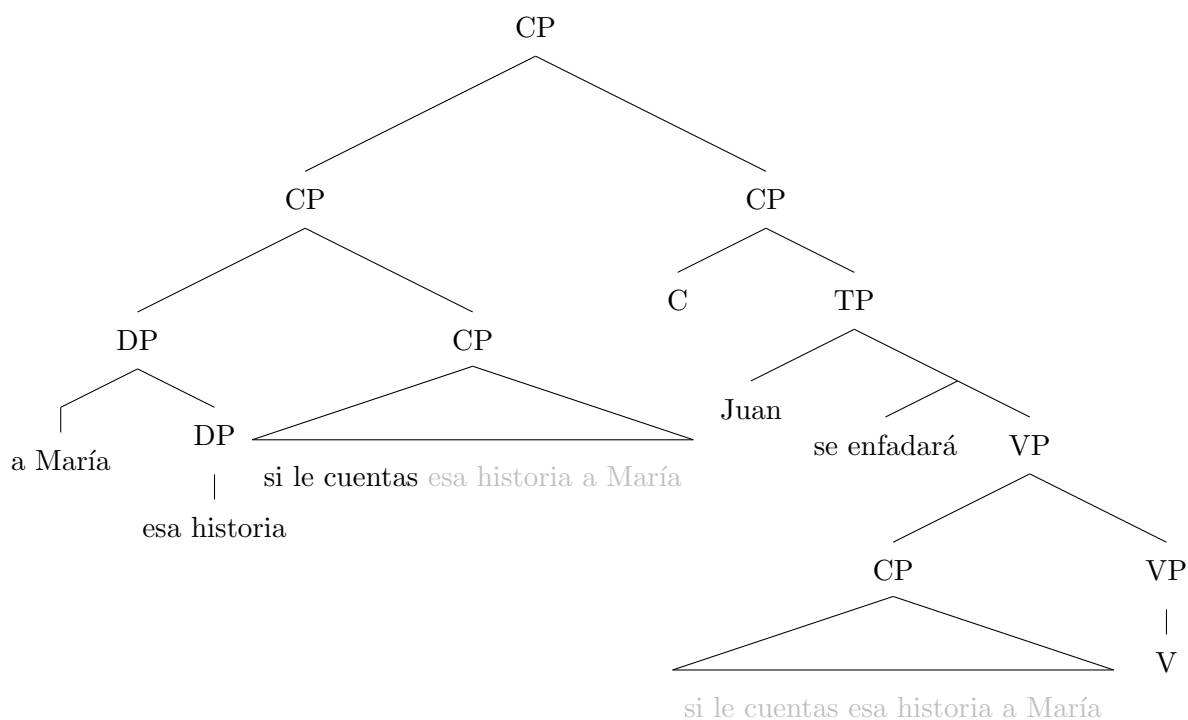 CP
CP CP
C TP
DP CP
Juan
DP
se enfadará VP
a María
si le cuentas esa historia a María
esa historia
CP VP
V
si le cuentas esa historia a María